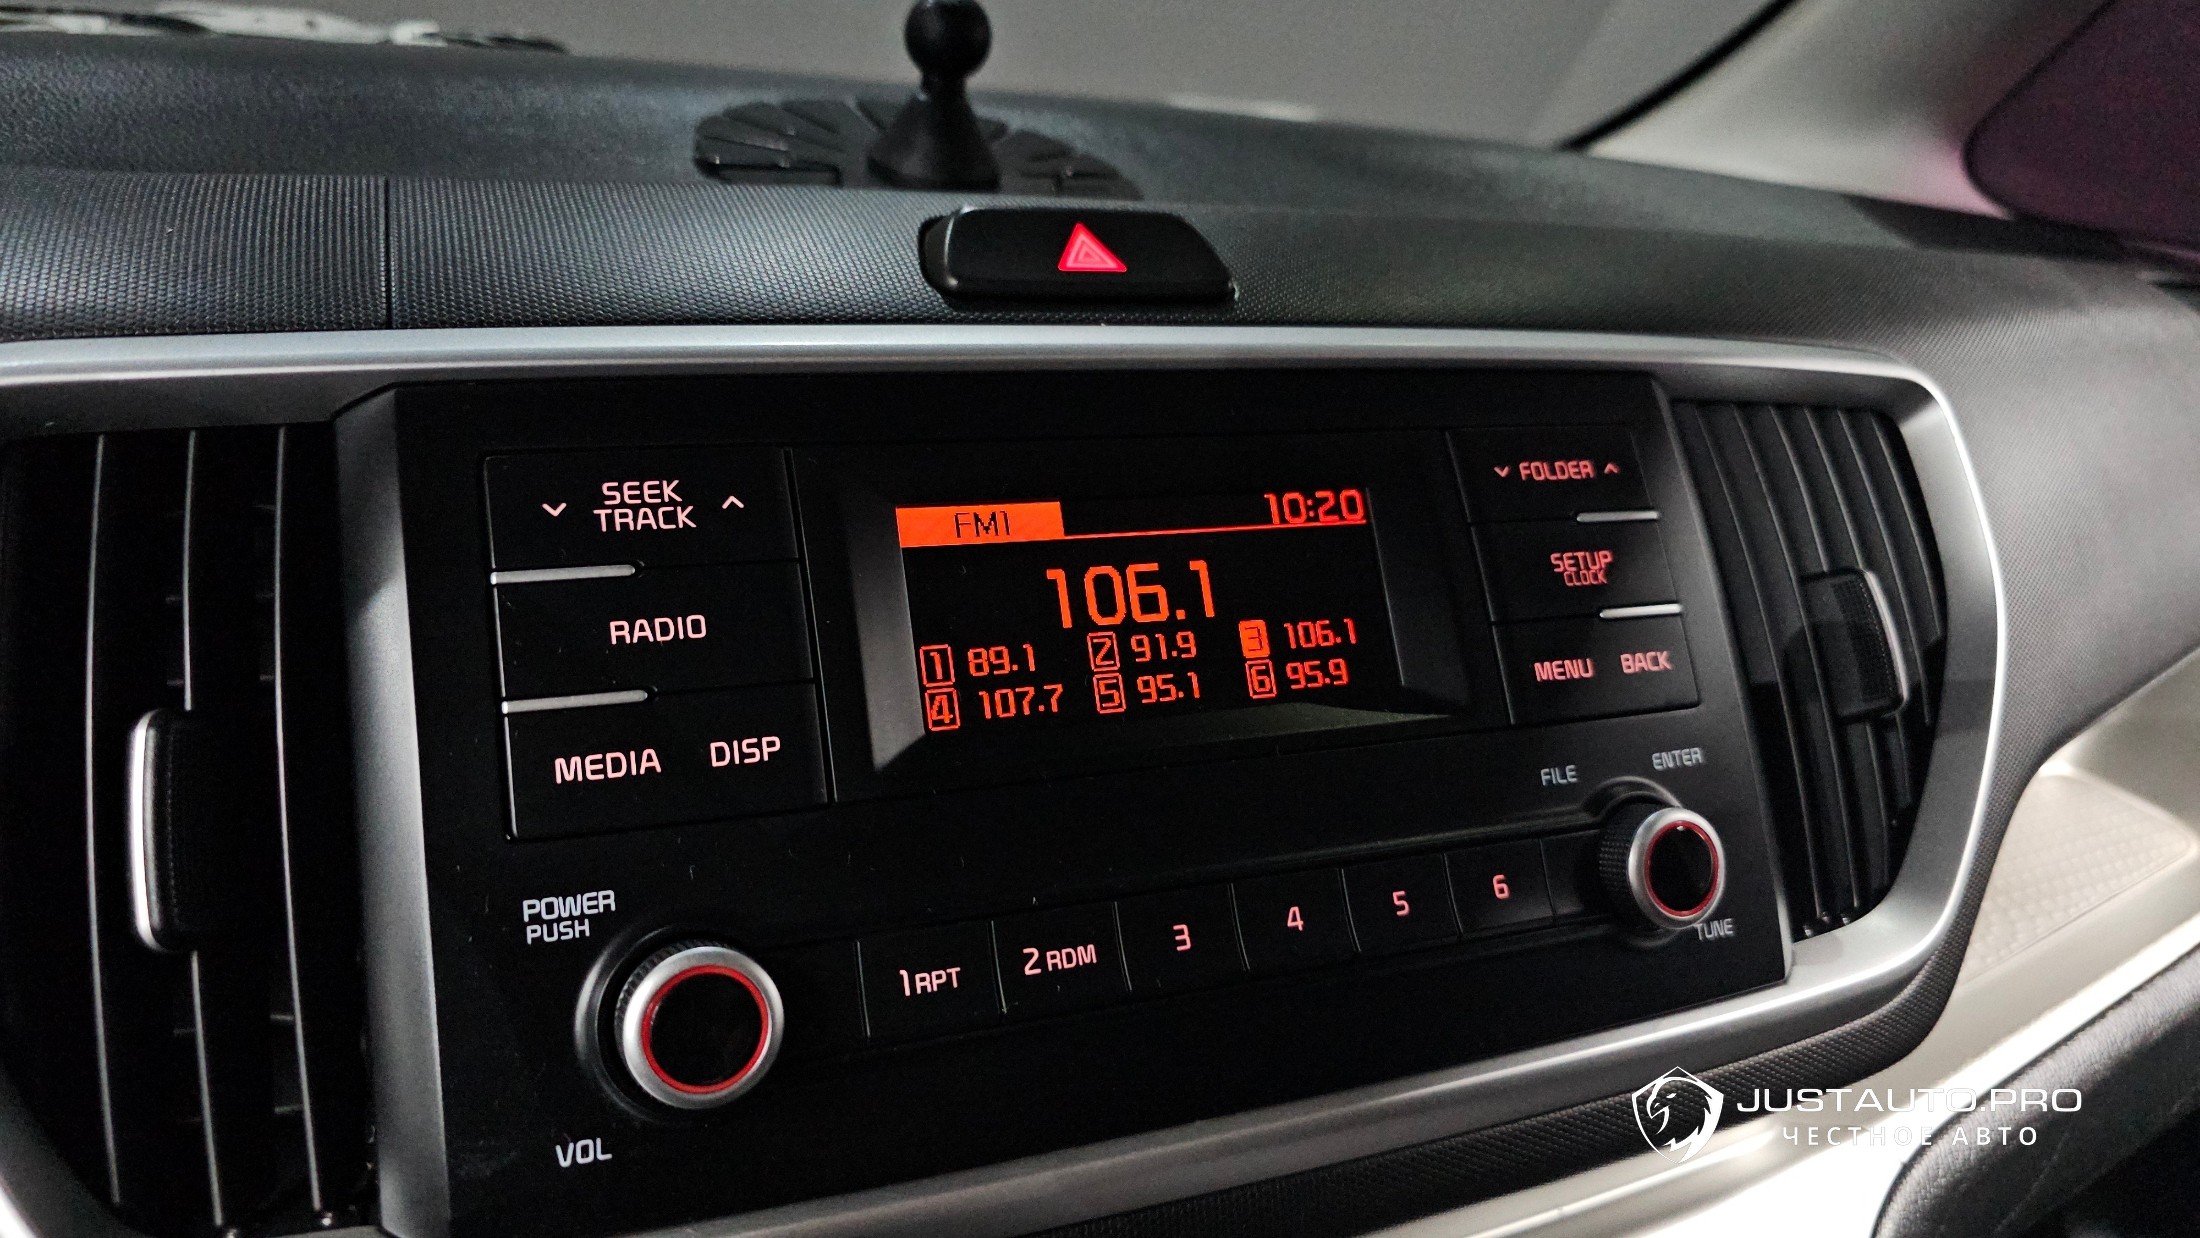 SEEK
TRACK
RADIO
MEDIA DISP
FM1 10:20
106.1
1 89.1 2 91.9 3 106.1
4 107.7 5 95.1 6 95.9
FOLDER
SETUP
CLOCK
MENU BACK
FILE ENTER
TUNE
POWER
PUSH
VOL
1 RPT 2 RDM 3 4 5 6
JUSTAUTO.PRO
ЧЕСТНОЕ АВТО